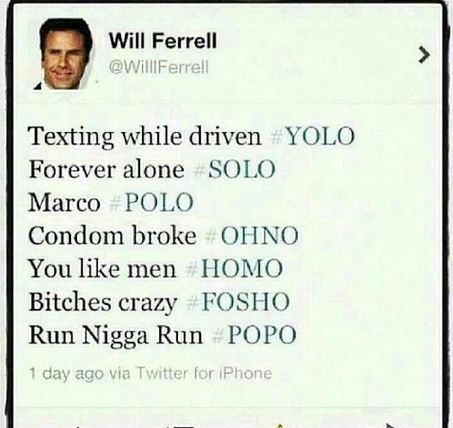 Will Ferrell
@WilllFerrell
Texting while driven #YOLO
Forever alone #SOLO
Marco #POLO
Condom broke #OHNO
You like men #HOMO
Bitches crazy #FOSHO
Run Nigga Run #POPO
1 day ago via Twitter for iPhone